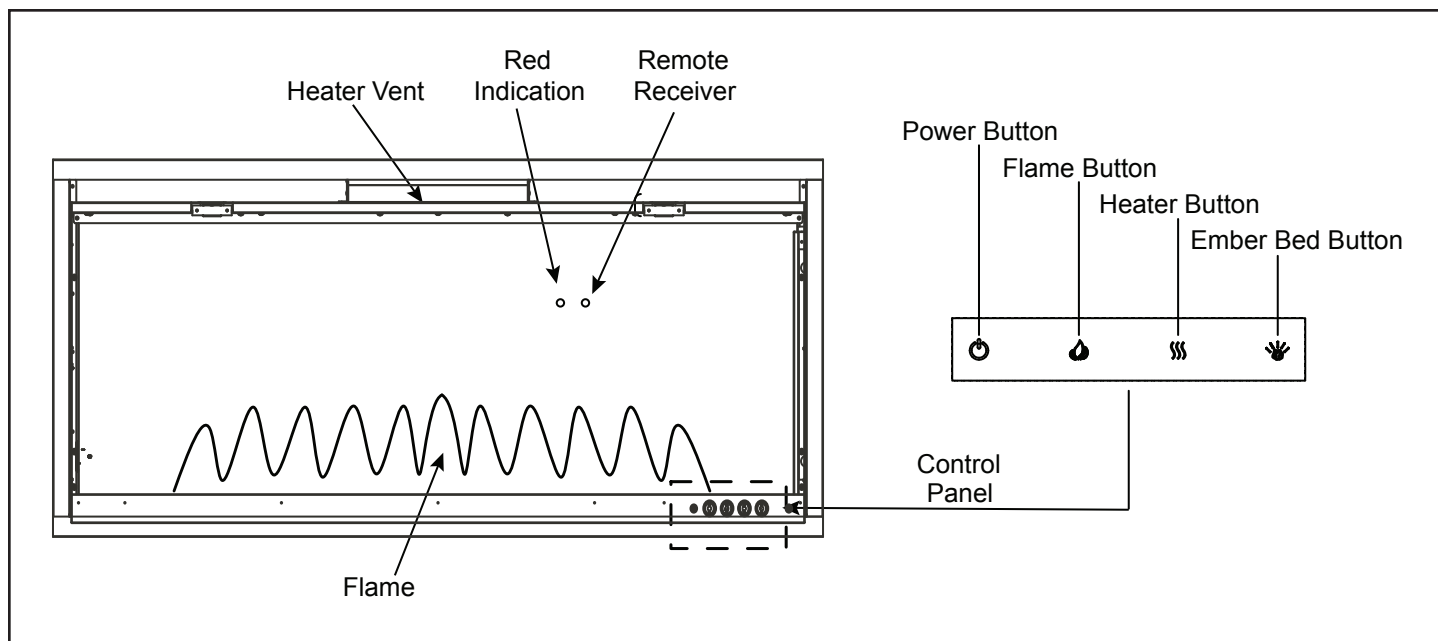 Red
Indication
Remote
Receiver
Heater Vent
Power Button
Flame Button
Heater Button
Ember Bed Button
Control
Panel
Flame